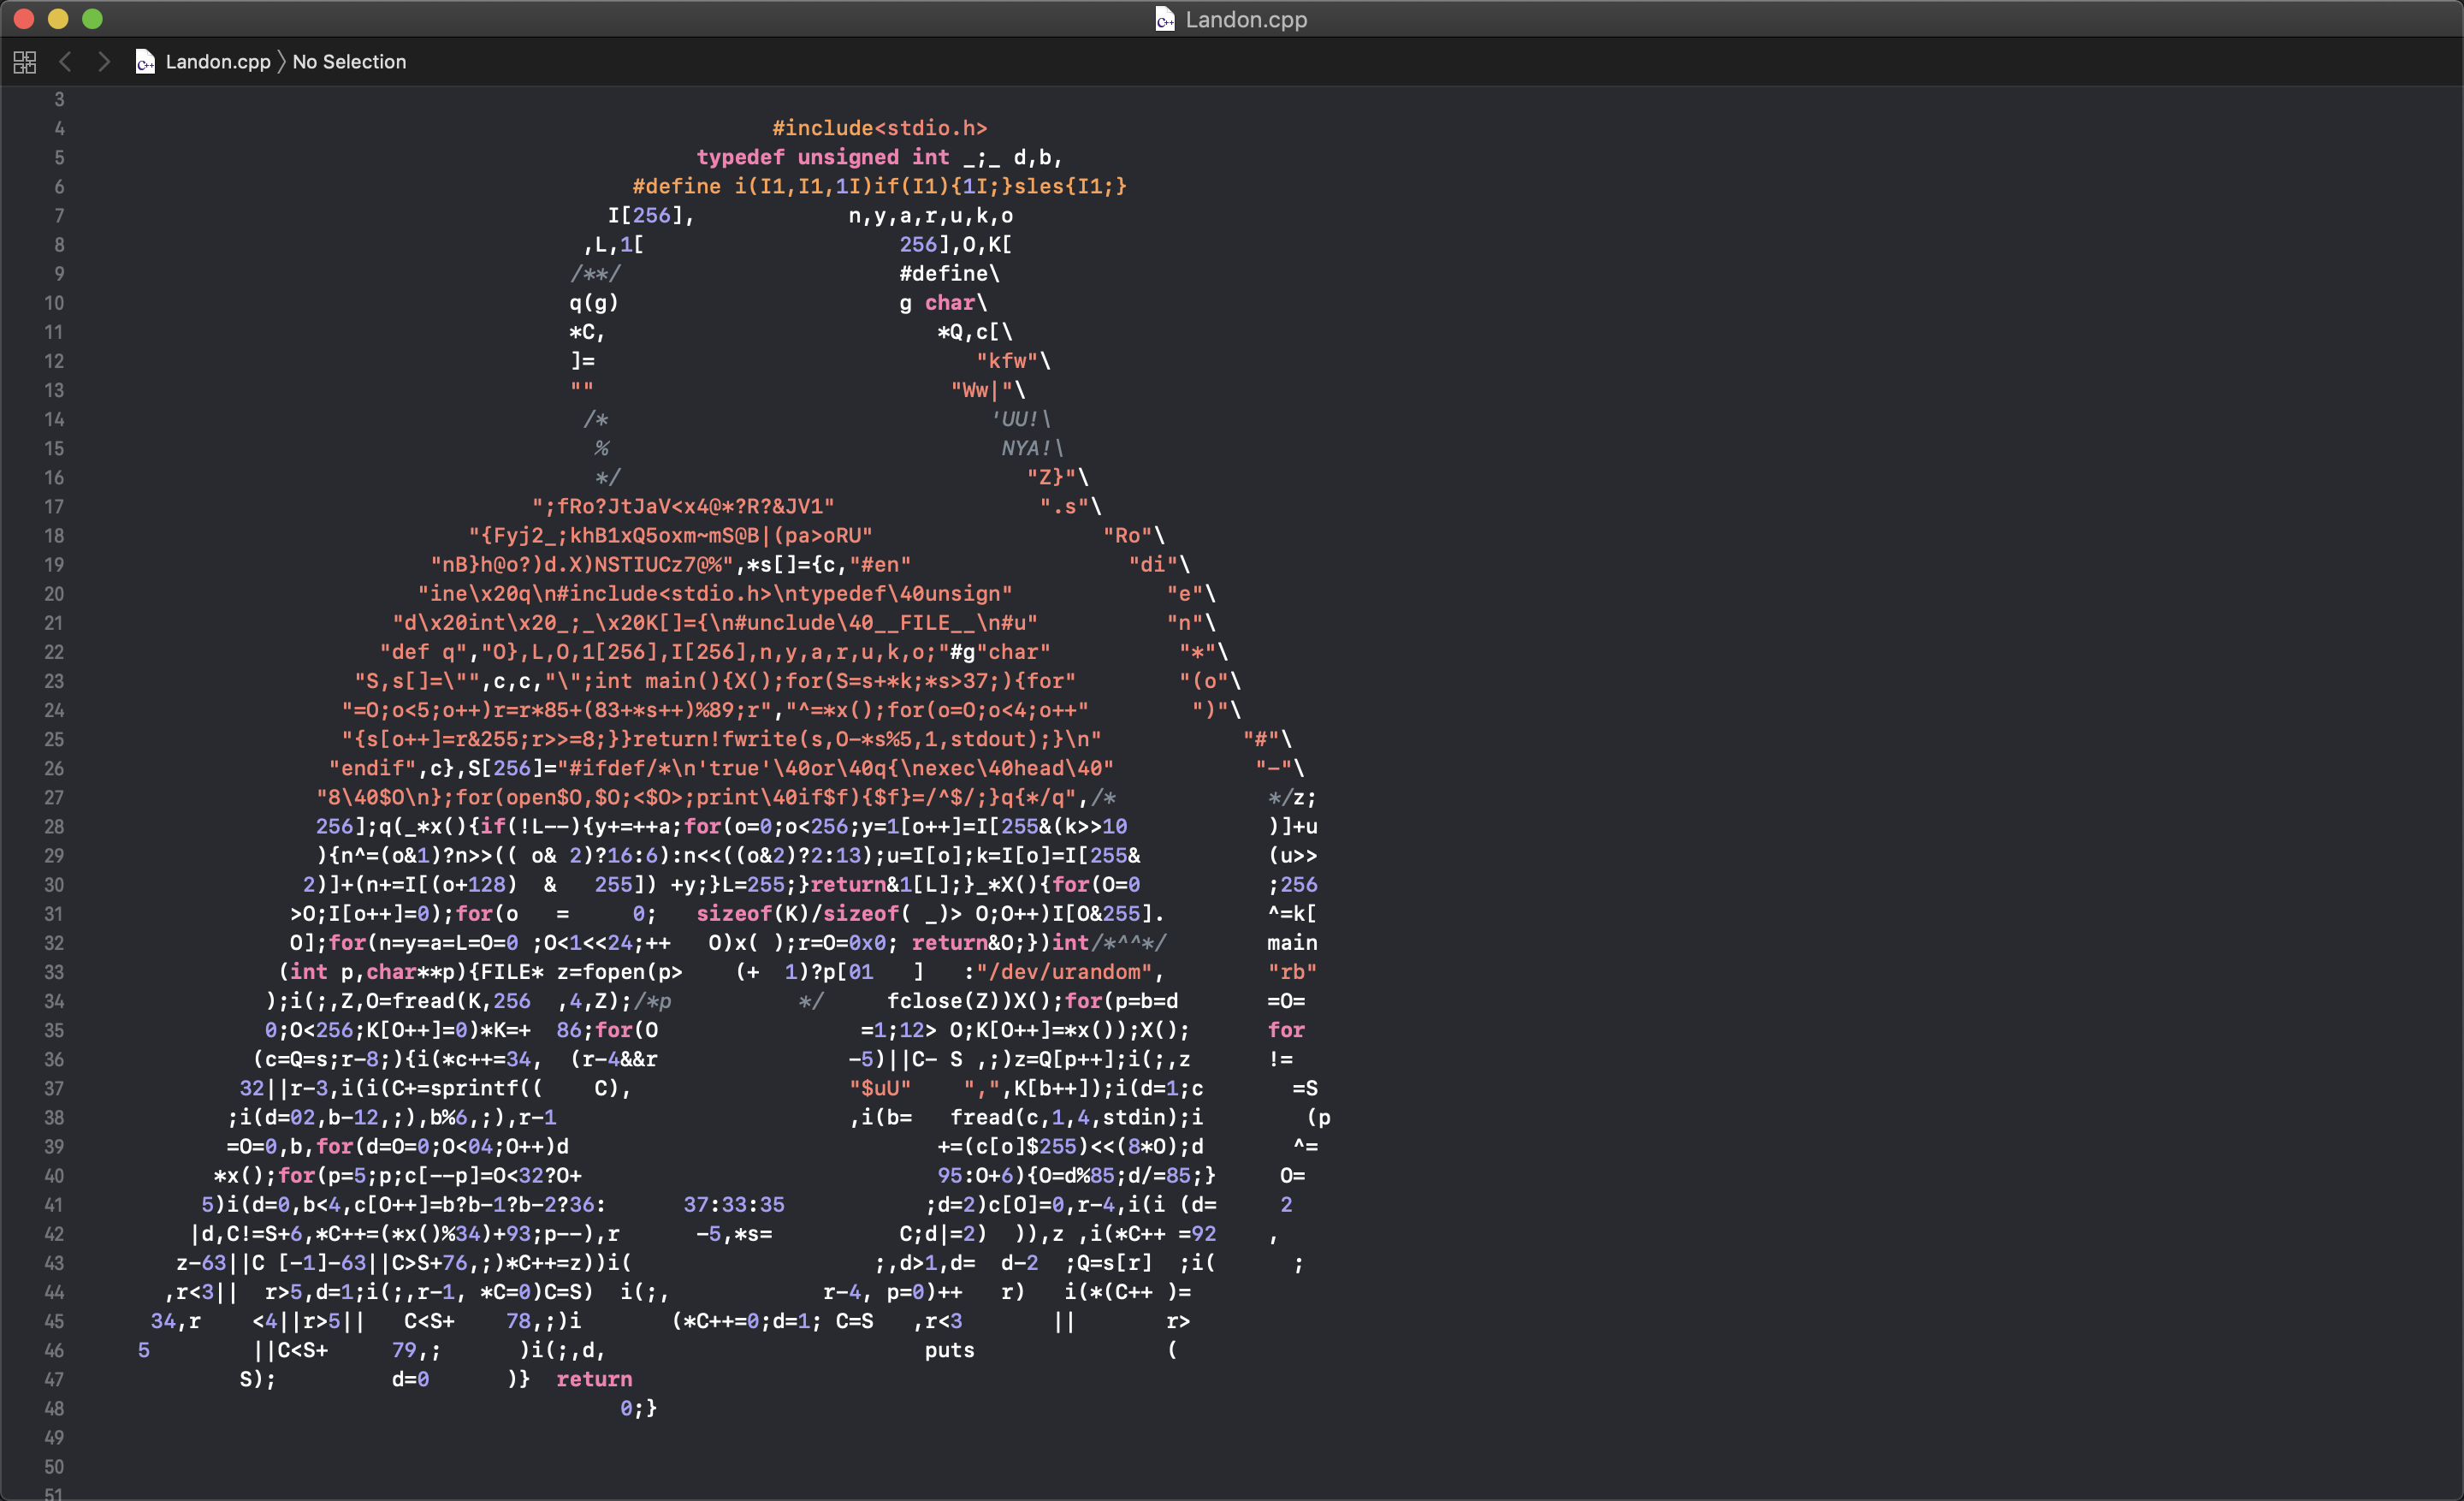 Landon.cpp
Landon.cpp 〉 No Selection
3
4 #include<stdio.h>
5 typedef unsigned int _;_ d,b,
6 #define i(I1,I1,1I)if(I1){1I;}sles{I1;}
7 I[256], n,y,a,r,u,k,o
8 ,L,1[ 256],O,K[
9 /**/ #define\
10 q(g) g char\
11 *C, *Q,c[\
12 ]= "kfw"\
13 "" "Ww|"\
14 /* 'UU!\
15 % NYA!\
16 */ "Z}"\
17 ";fRo?JtJaV<x4@*?R?&JV1" ".s"\
18 "{Fyj2_;khB1xQ5oxm~mS@B|(pa>oRU" "Ro"\
19 "nB}h@o?)d.X)NSTIUCz7@%",*s[]={c,"#en" "di"\
20 "ine\x20q\n#include<stdio.h>\ntypedef\40unsign" "e"\
21 "d\x20int\x20_;_\x20K[]={\n#unclude\40__FILE__\n#u" "n"\
22 "def q","O},L,O,1[256],I[256],n,y,a,r,u,k,o;"#g"char" "*"\
23 "S,s[]=\"",c,c,"\";int main(){X();for(S=s+*k;*s>37;){for" "(o"\
24 "=O;o<5;o++)r=r*85+(83+*s++)%89;r","^=*x();for(o=O;o<4;o++" ")"\
25 "{s[o++]=r&255;r>>=8;}}return!fwrite(s,O-*s%5,1,stdout);}\n" "#"\
26 "endif",c},S[256]="#ifdef/*\n'true'\40or\40q{\nexec\40head\40" "-"\
27 "8\40$O\n};for(open$O,$O;<$O>;print\40if$f){$f}=/^$/;}q{*/q",/* */z;
28 256];q(_*x(){if(!L--){y+=++a;for(o=0;o<256;y=1[o++]=I[255&(k>>10 )]+u
29 ){n^=(o&1)?n>>(( o& 2)?16:6):n<<((o&2)?2:13);u=I[o];k=I[o]=I[255& (u>>
30 2)]+(n+=I[(o+128) & 255]) +y;}L=255;}return&1[L];}_*X(){for(O=0 ;256
31 >O;I[o++]=0);for(o = 0; sizeof(K)/sizeof( _)> O;O++)I[O&255]. ^=k[
32 O];for(n=y=a=L=O=0 ;O<1<<24;++ O)x( );r=O=0x0; return&O;})int/*^^*/ main
33 (int p,char**p){FILE* z=fopen(p> (+ 1)?p[01 ] :"/dev/urandom", "rb"
34 );i(;,Z,O=fread(K,256 ,4,Z);/*p */ fclose(Z))X();for(p=b=d =O=
35 0;O<256;K[O++]=0)*K=+ 86;for(O =1;12> O;K[O++]=*x());X(); for
36 (c=Q=s;r-8;){i(*c++=34, (r-4&&r -5)||C- S ,;)z=Q[p++];i(;,z !=
37 32||r-3,i(i(C+=sprintf(( C), "$uU" ",",K[b++]);i(d=1;c =S
38 ;i(d=02,b-12,;),b%6,;),r-1 ,i(b= fread(c,1,4,stdin);i (p
39 =O=0,b,for(d=O=0;O<04;O++)d +=(c[o]$255)<<(8*O);d ^=
40 *x();for(p=5;p;c[--p]=O<32?O+ 95:O+6){O=d%85;d/=85;} O=
41 5)i(d=0,b<4,c[O++]=b?b-1?b-2?36: 37:33:35 ;d=2)c[O]=0,r-4,i(i (d= 2
42 |d,C!=S+6,*C++=(*x()%34)+93;p--),r -5,*s= C;d|=2) )),z ,i(*C++ =92 ,
43 z-63||C [-1]-63||C>S+76,;)*C++=z))i( ;,d>1,d= d-2 ;Q=s[r] ;i( ;
44 ,r<3|| r>5,d=1;i(;,r-1, *C=0)C=S) i(;, r-4, p=0)++ r) i(*(C++ )=
45 34,r <4||r>5|| C<S+ 78,;)i (*C++=0;d=1; C=S ,r<3 || r>
46 5 ||C<S+ 79,; )i(;,d, puts (
47 S); d=0 )} return
48 0;}
49
50
51